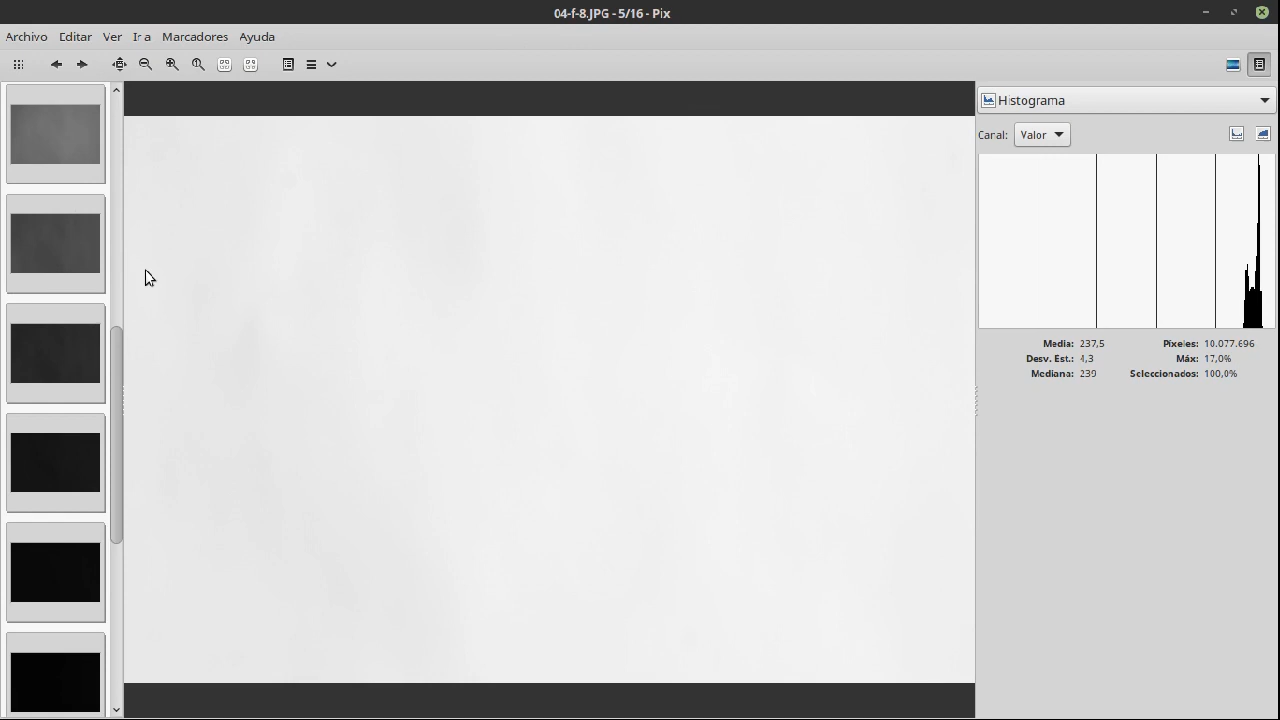 04-f-8.JPG - 5/16 - Pix
Archivo Editar Ver Ir a Marcadores Ayuda
Histograma
Canal: Valor
Media: 237,5 Píxeles: 10.077.696
Desv. Est.: 4,3 Máx: 17,0%
Mediana: 239 Seleccionados: 100,0%